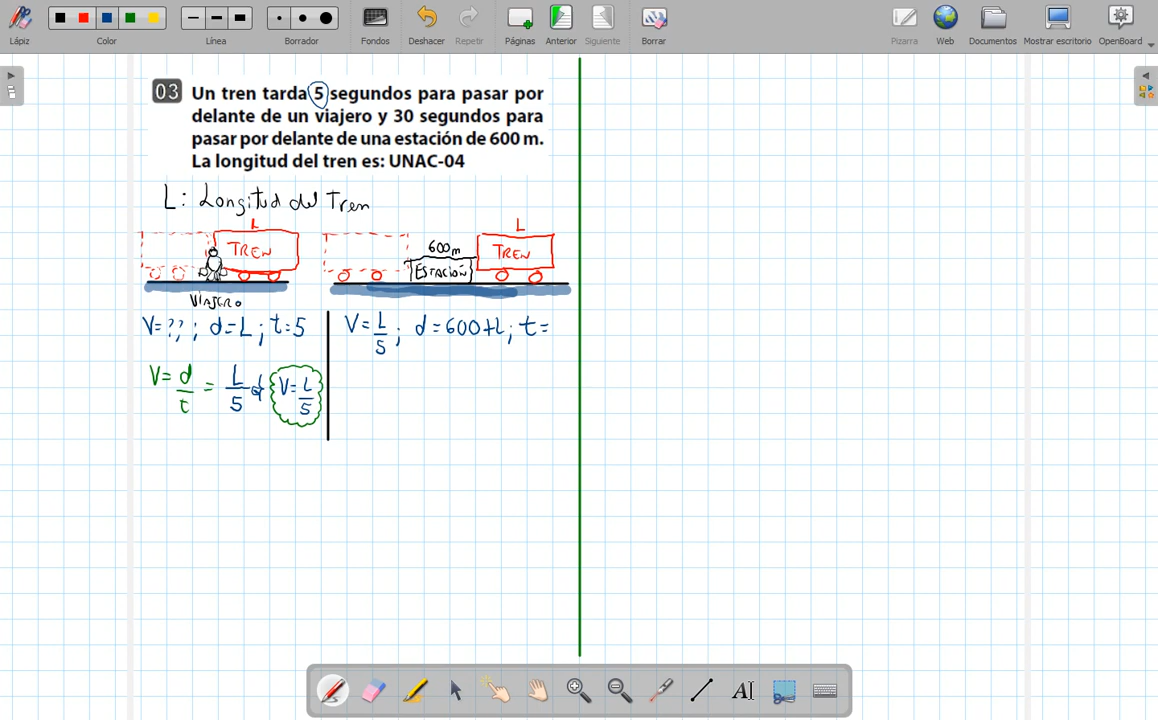 Lápiz
Color
Línea
Borrador
Fondos
Deshacer
Repetir
Páginas
Anterior
Siguiente
Borrar
Pizarra
Web
Documentos
Mostrar escritorio
OpenBoard
03 Un tren tarda 5 segundos para pasar por
delante de un viajero y 30 segundos para
pasar por delante de una estación de 600 m.
La longitud del tren es: UNAC-04
L: Longitud del Tren
L
TREN
VIAJERO
L
600m
TREN
ESTACIÓN
V=??; d=L; t=5
V=d/t = L/5
V=L/5
V=L/5; d=600+L; t=
AI